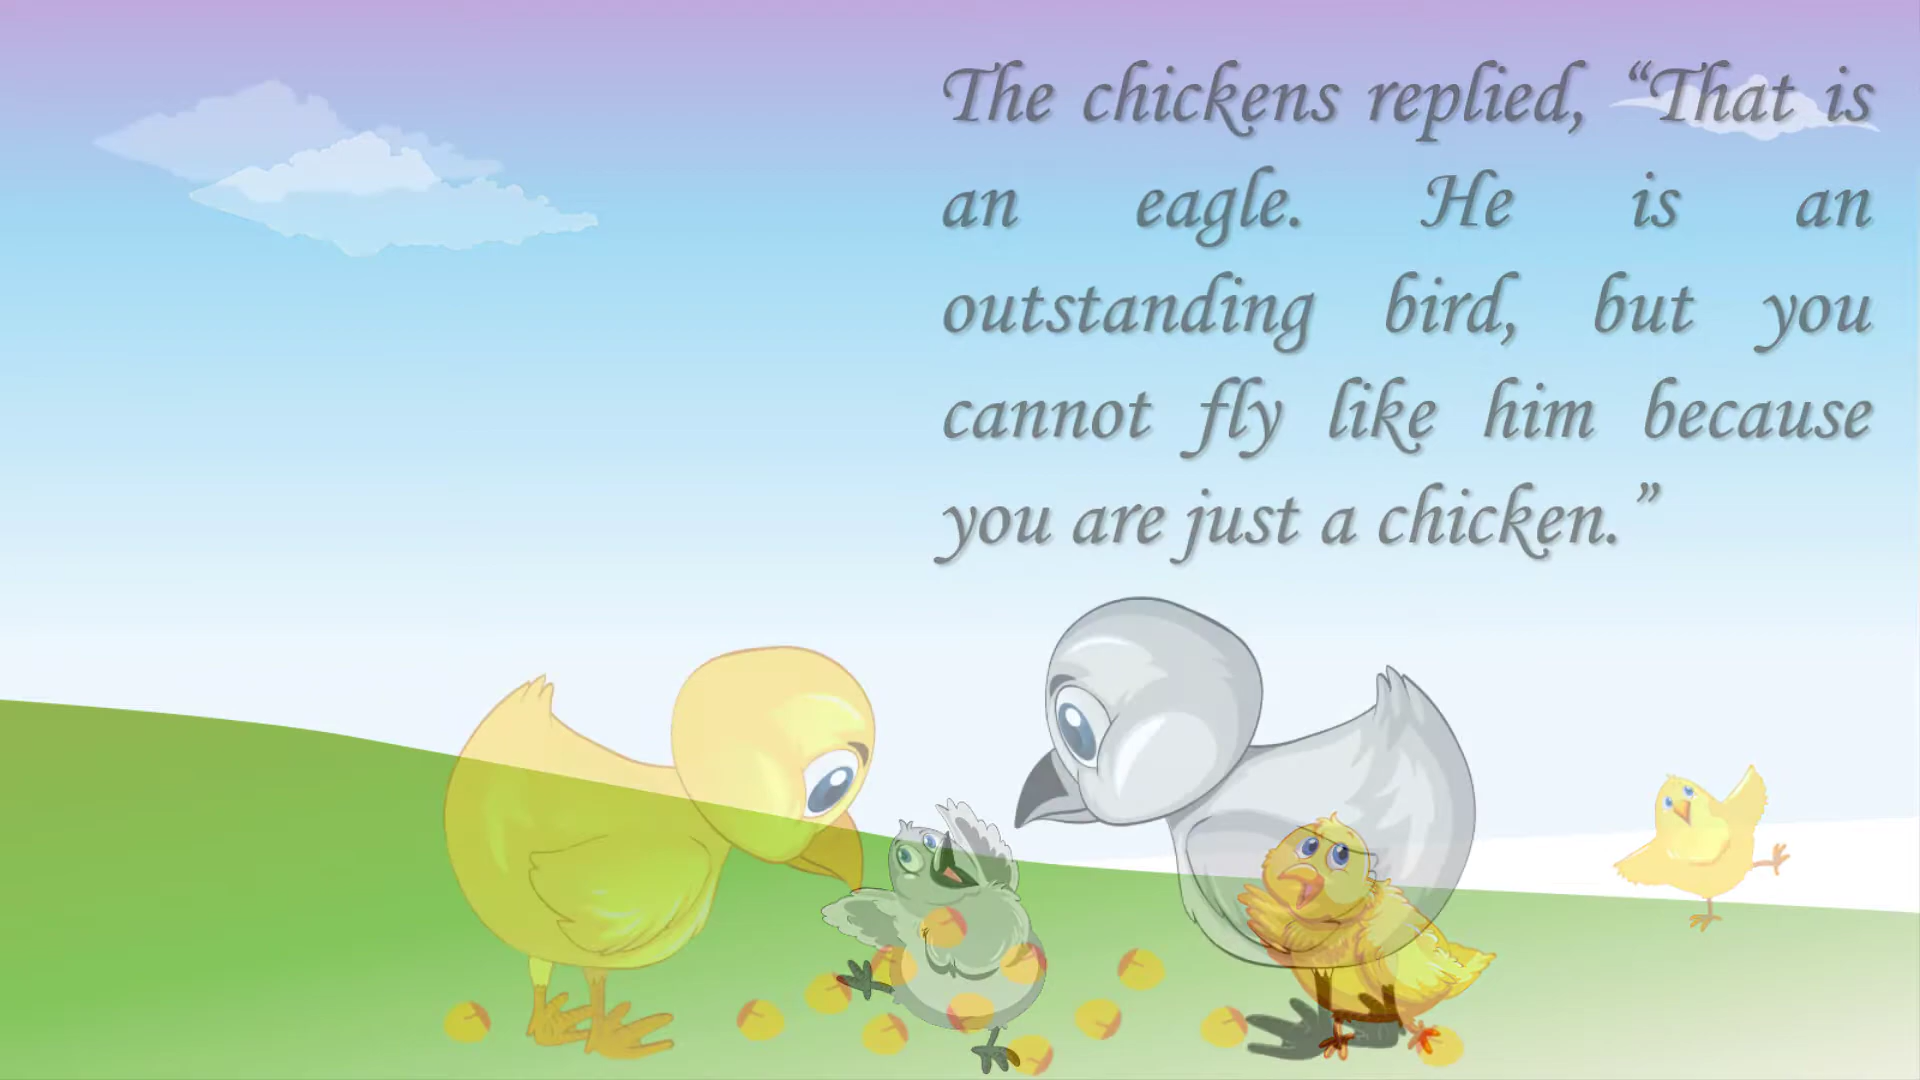 The chickens replied, “That is
an eagle. He is an
outstanding bird, but you
cannot fly like him because
you are just a chicken.”